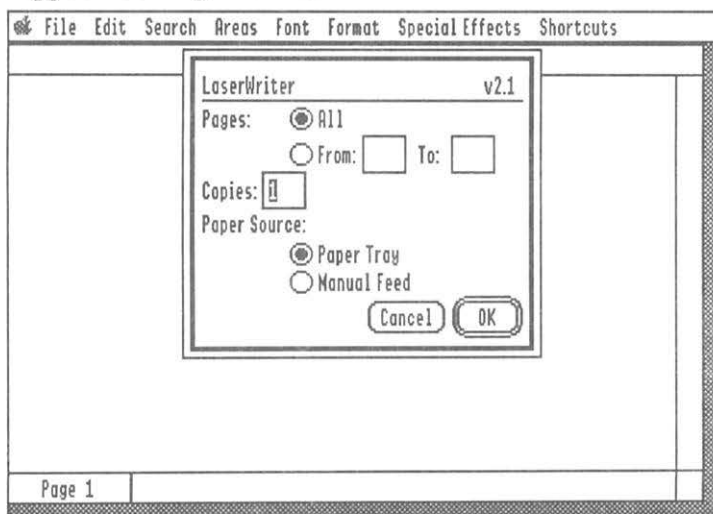 File Edit Search Areas Font Format Special Effects Shortcuts
LaserWriter v2.1
Pages: All
From: To:
Copies: 1
Paper Source:
Paper Tray
Manual Feed
Cancel OK
Page 1